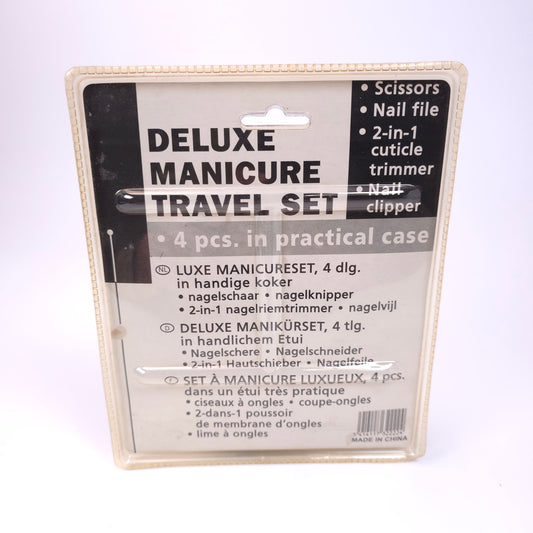 • Scissors
• Nail file
• 2-in-1
cuticle
trimmer
• Nail
clipper
DELUXE
MANICURE
TRAVEL SET
• 4 pcs. in practical case
NL LUXE MANICURESET, 4 dlg.
in handige koker
• nagelschaar • nagelknipper
• 2-in-1 nagelriemtrimmer • nagelvijl
D DELUXE MANIKÜRSET, 4 tlg.
in handlichem Etui
• Nagelschere • Nagelschneider
• 2-in-1 Hautschieber • Nagelfeile
F SET À MANICURE LUXUEUX, 4 pcs.
dans un étui très pratique
• ciseaux à ongles • coupe-ongles
• 2-dans-1 poussoir
de membrane d'ongles
• lime à ongles
MADE IN CHINA